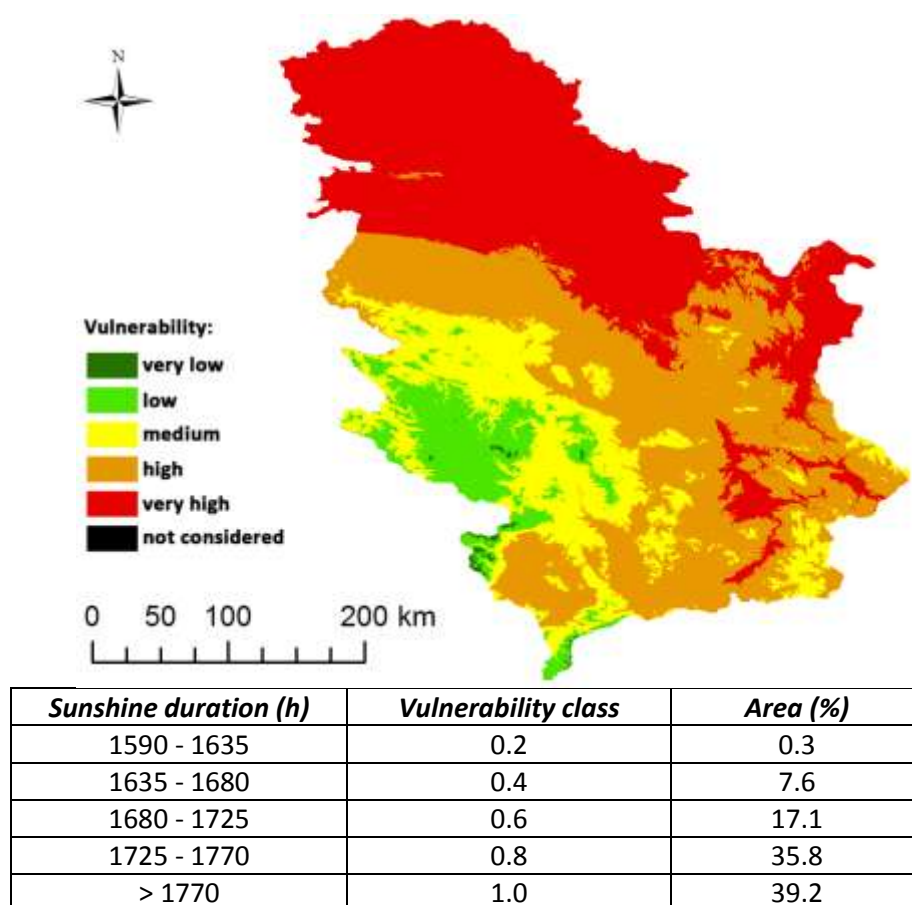 N
Vulnerability:
very low
low
medium
high
very high
not considered
0 50 100 200 km
Sunshine duration (h) Vulnerability class Area (%)
1590 - 1635 0.2 0.3
1635 - 1680 0.4 7.6
1680 - 1725 0.6 17.1
1725 - 1770 0.8 35.8
> 1770 1.0 39.2